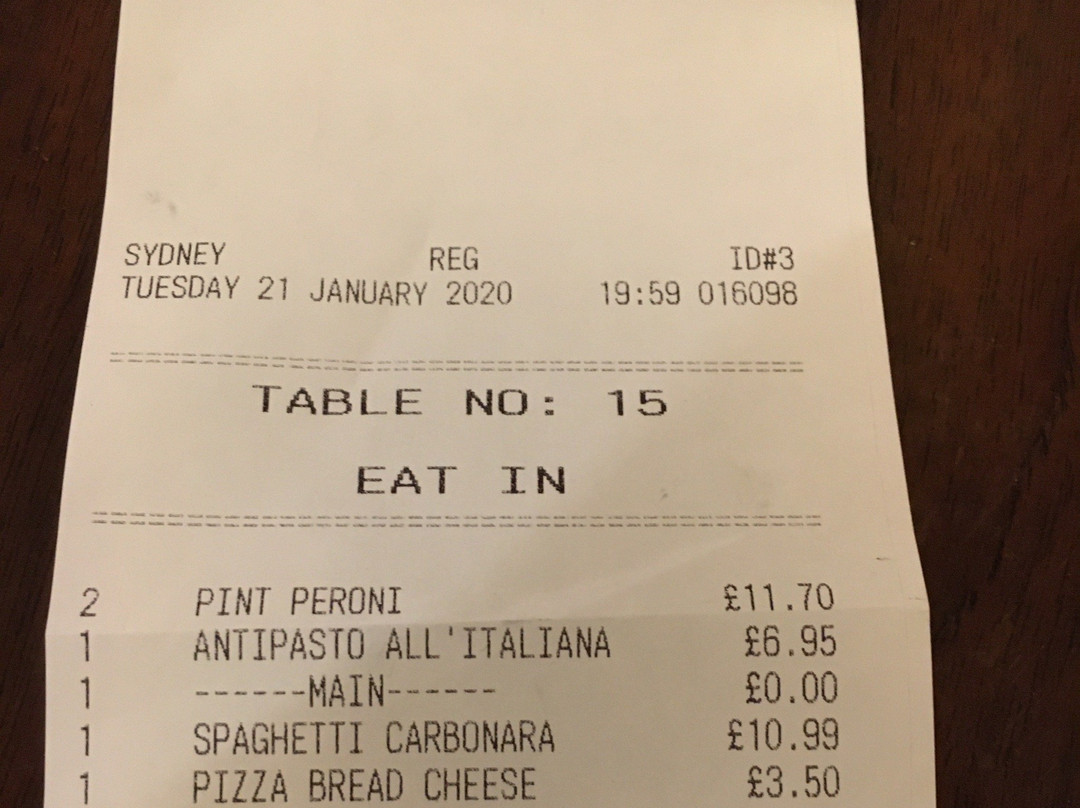 SYDNEY REG ID#3
TUESDAY 21 JANUARY 2020 19:59 016098
TABLE NO: 15
EAT IN
2 PINT PERONI £11.70
1 ANTIPASTO ALL'ITALIANA £6.95
1 ------MAIN------ £0.00
1 SPAGHETTI CARBONARA £10.99
1 PIZZA BREAD CHEESE £3.50